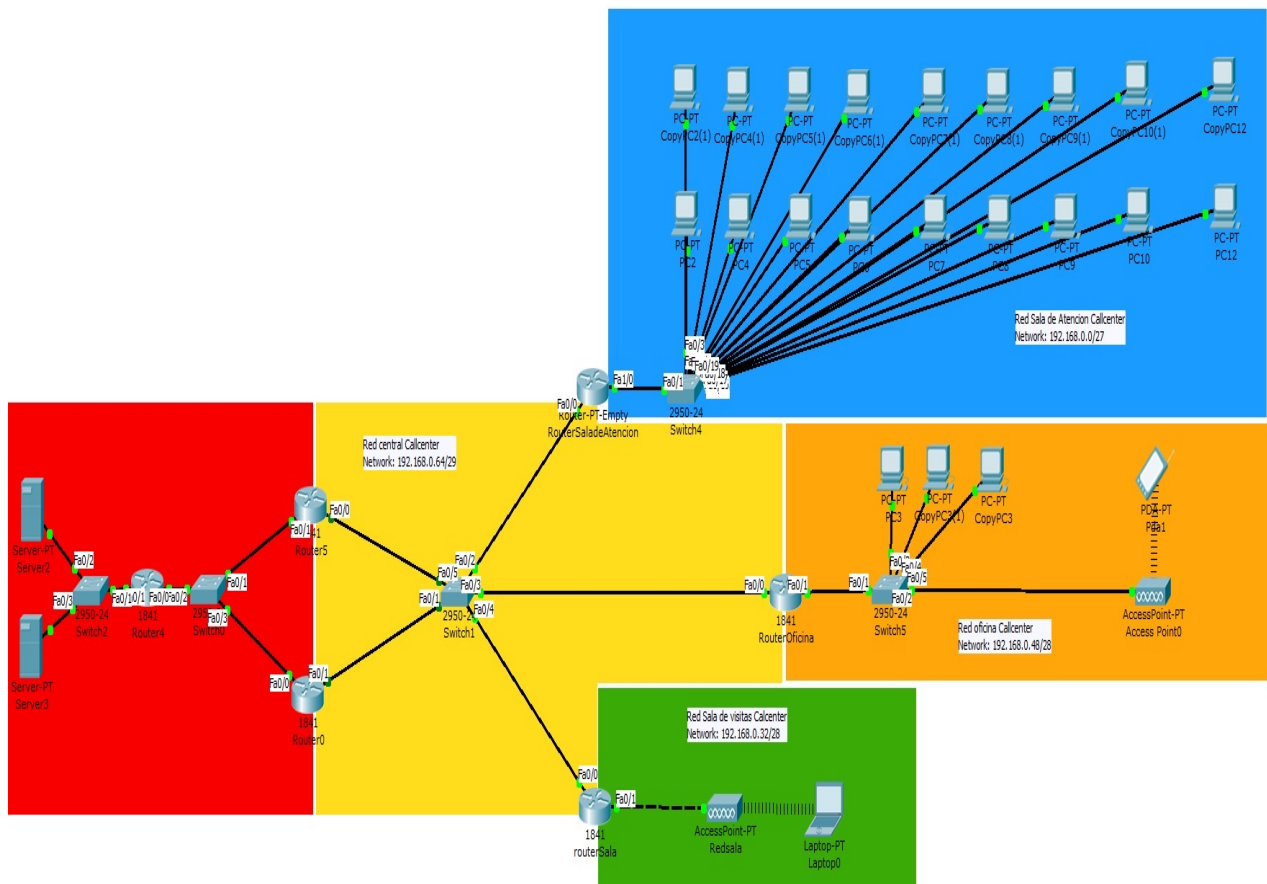 PC-PT
CopyPC2(1)
PC-PT
CopyPC4(1)
PC-PT
CopyPC5(1)
PC-PT
CopyPC6(1)
PC-PT
CopyPC7(1)
PC-PT
CopyPC8(1)
PC-PT
CopyPC9(1)
PC-PT
CopyPC10(1)
PC-PT
CopyPC12
PC-PT
PC2
PC-PT
PC4
PC-PT
PC5
PC-PT
PC6
PC-PT
PC7
PC-PT
PC8
PC-PT
PC9
PC-PT
PC10
PC-PT
PC12
Red Sala de Atencion Callcenter
Network: 192.168.0.0/27
Fa0/3
Fa0/19
Fa1/0
Fa0/1
Fa0/0
Router-PT-Empty
RouterSaladeAtencion
2950-24
Switch4
Red central Callcenter
Network: 192.168.0.64/29
Server-PT
Server2
Fa0/2
Fa0/3
Server-PT
Server3
2950-24
Switch2
1841
Router4
Fa0/0
Fa0/2
Switch0
Fa0/1
Fa0/3
Fa0/1
Fa0/0
Router5
Fa0/0
Fa0/1
1841
Router0
Fa0/5
Fa0/2
Fa0/3
Fa0/1
Fa0/4
Switch1
Fa0/0
Fa0/1
1841
RouterOficina
PC-PT
PC3
PC-PT
CopyPC3(1)
PC-PT
CopyPC3
Fa0/1
Fa0/5
Fa0/2
2950-24
Switch5
AccessPoint-PT
Access Point0
Red oficina Callcenter
Network: 192.168.0.48/28
Red Sala de visitas Calcenter
Network: 192.168.0.32/28
Fa0/0
Fa0/1
1841
routerSala
AccessPoint-PT
Redsala
Laptop-PT
Laptop0